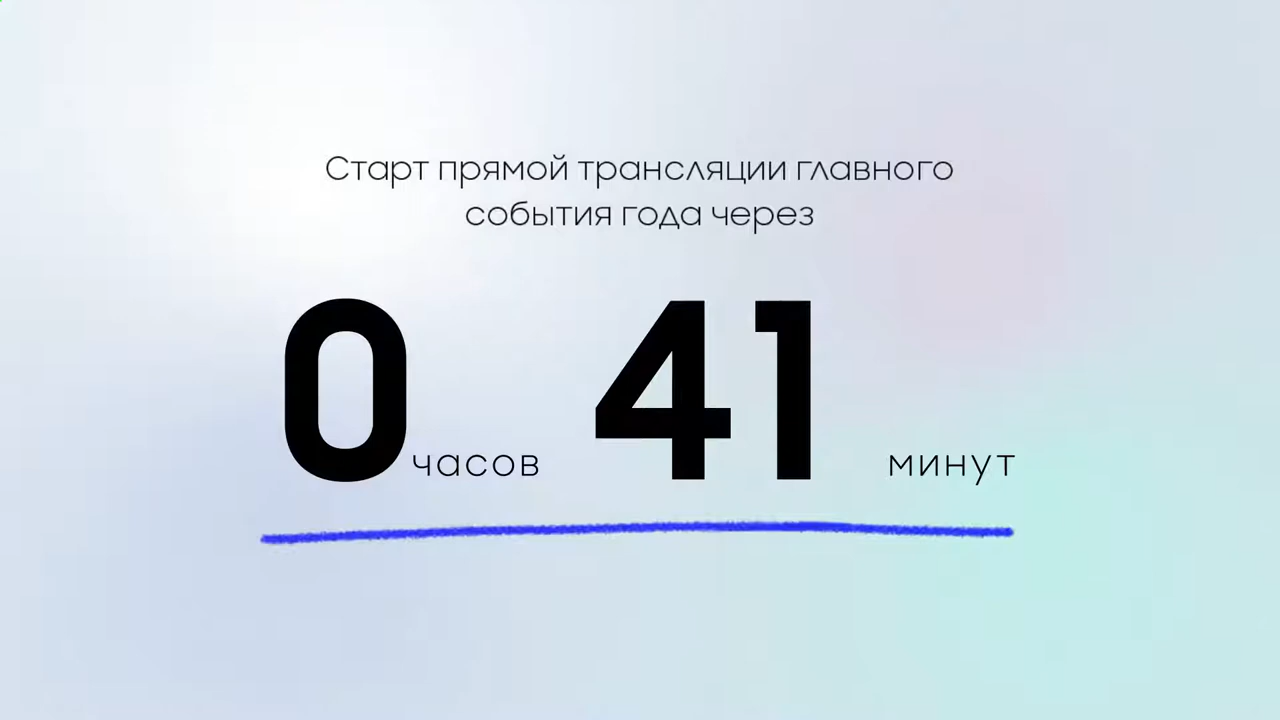 Старт прямой трансляции главного
события года через
0 часов 41 минут